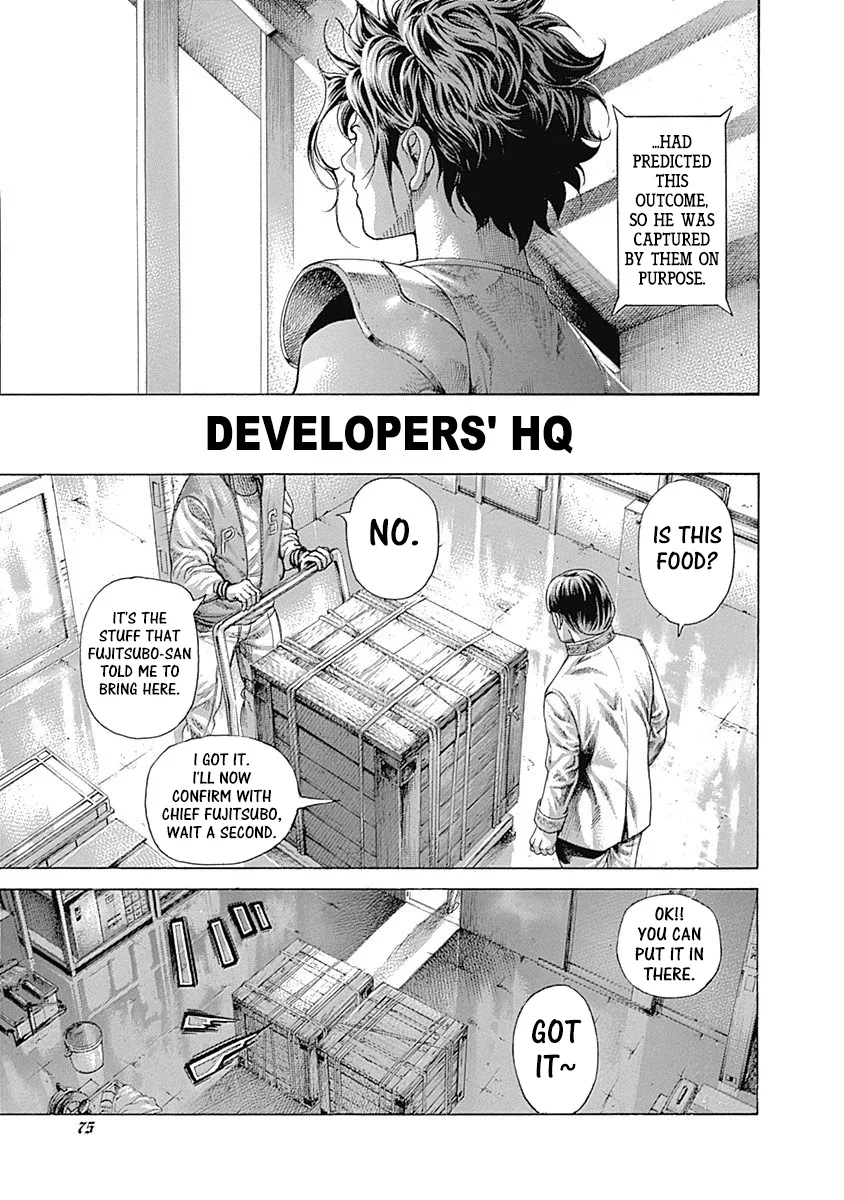 ...HAD
PREDICTED
THIS
OUTCOME,
SO HE WAS
CAPTURED
BY THEM ON
PURPOSE.
DEVELOPERS' HQ
IS THIS
FOOD?
NO.
P S
IT'S THE
STUFF THAT
FUJITSUBO-SAN
TOLD ME TO
BRING HERE.
I GOT IT.
I'LL NOW
CONFIRM WITH
CHIEF FUJITSUBO,
WAIT A SECOND.
OK!!
YOU CAN
PUT IT IN
THERE.
GOT
IT~
75